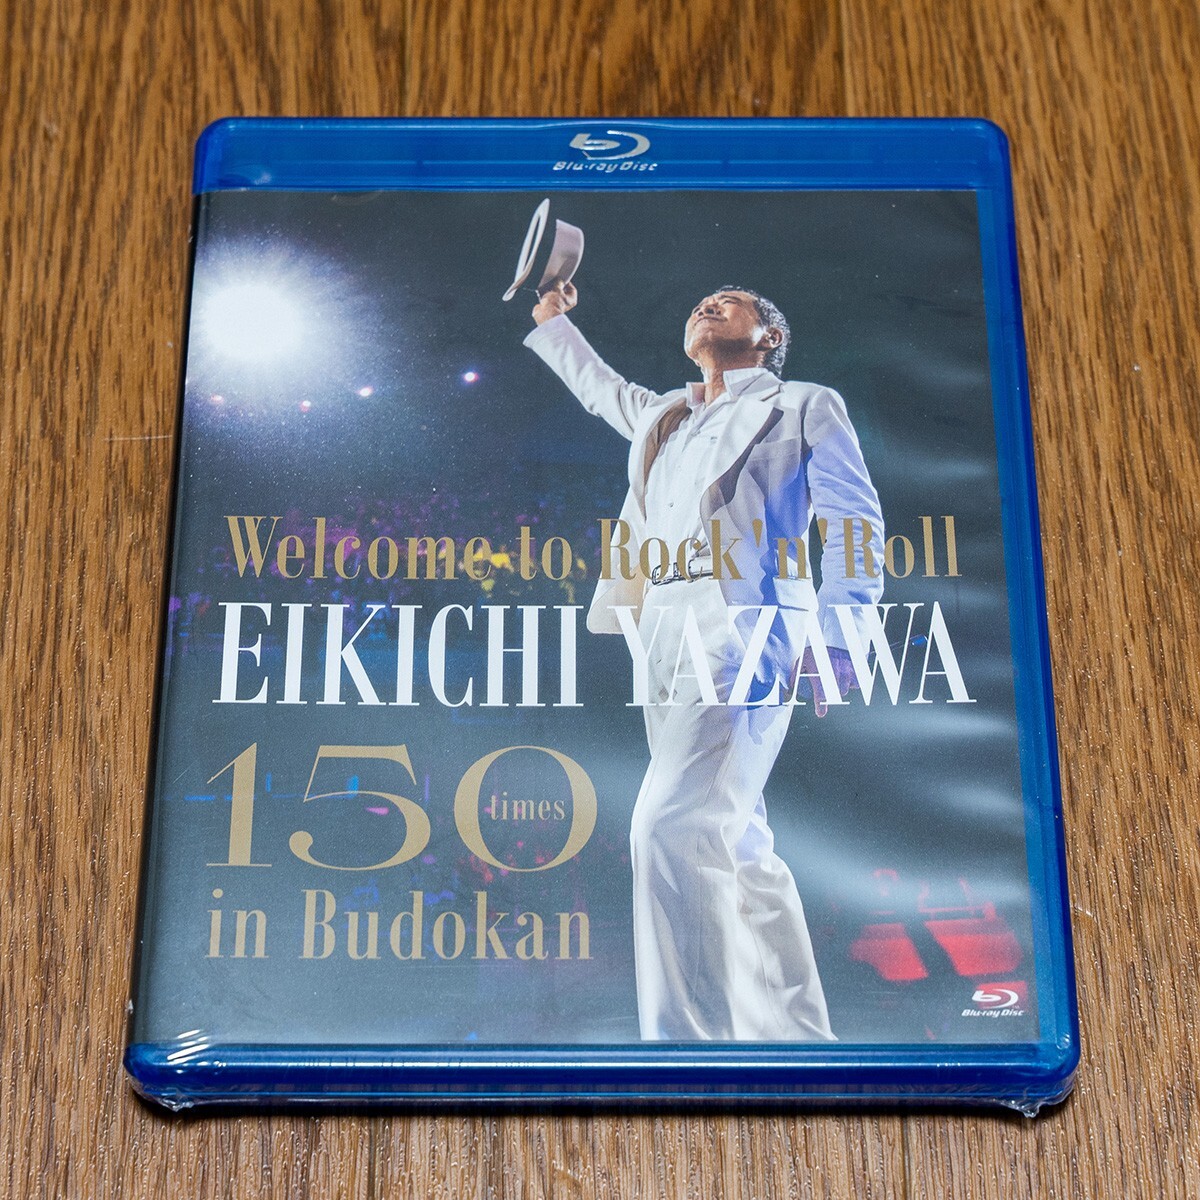 Blu-ray Disc
Welcome to Rock'n'Roll
EIKICHI YAZAWA
150
times
in Budokan
Blu-ray Disc